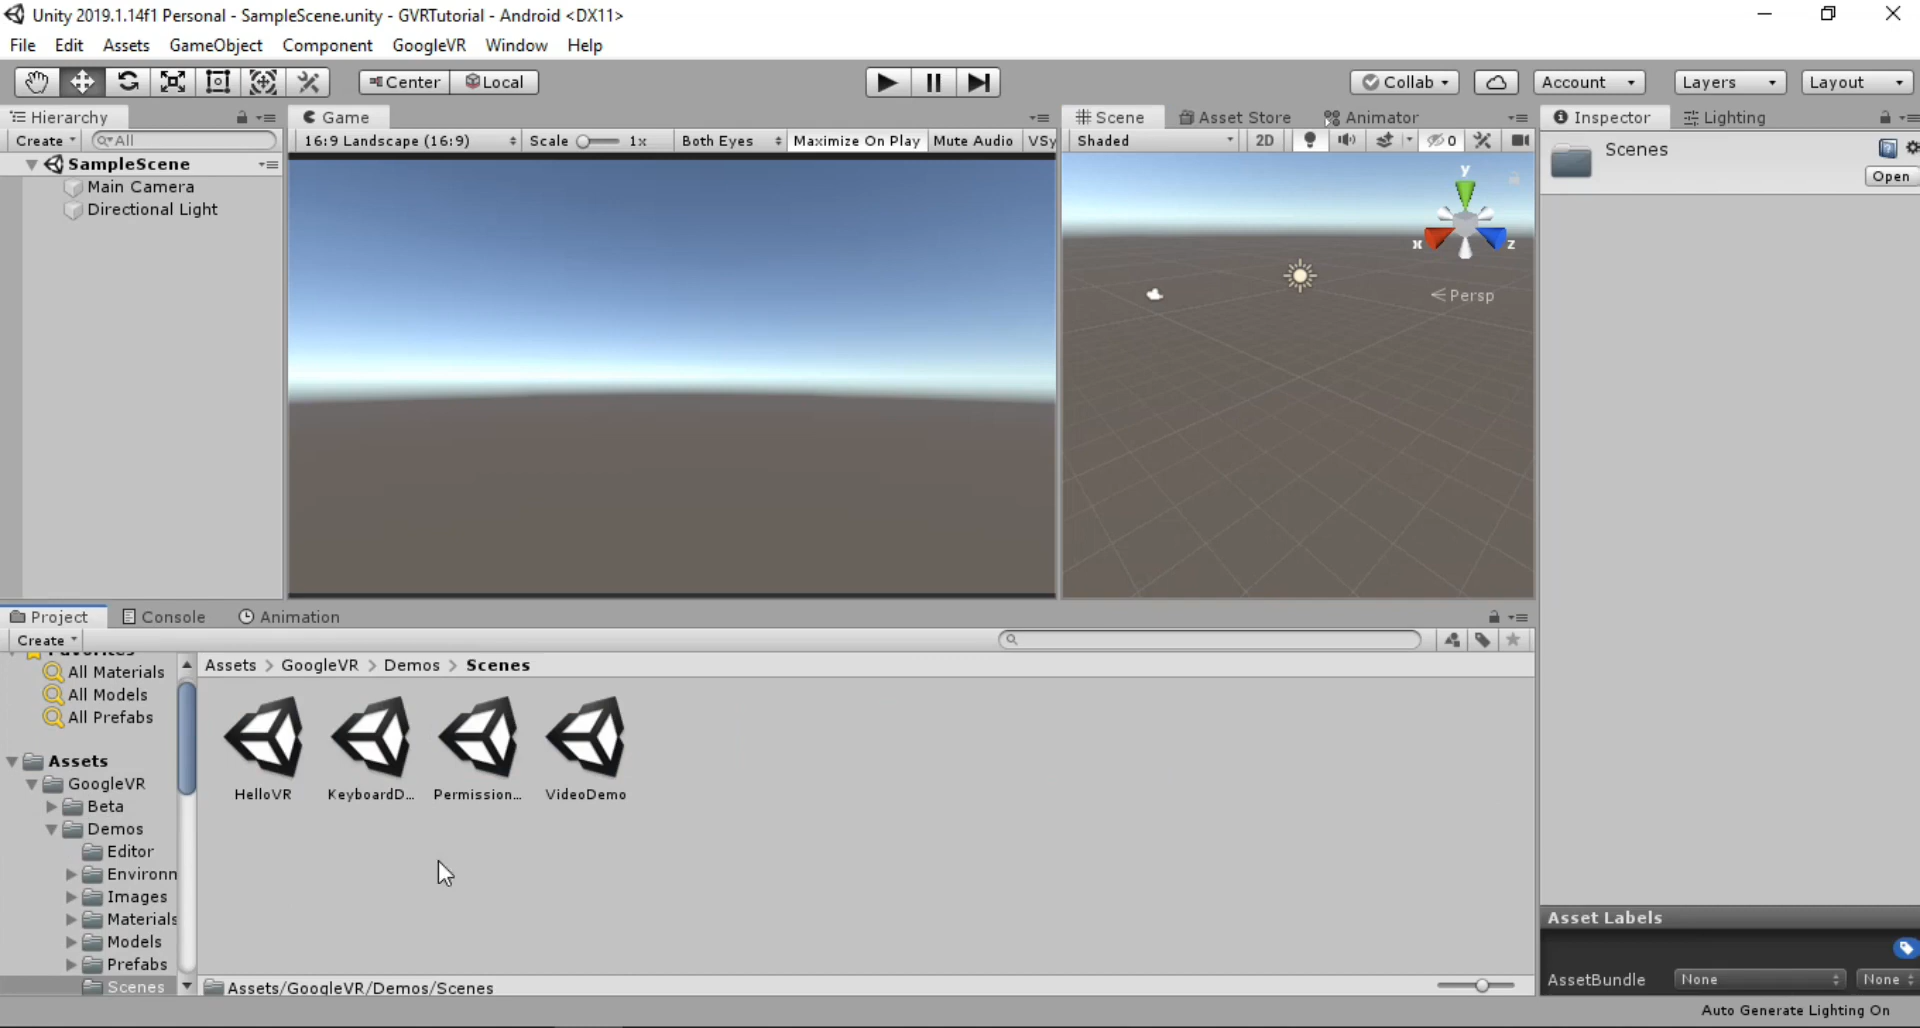 Unity 2019.1.14f1 Personal - SampleScene.unity - GVRTutorial - Android <DX11>
File Edit Assets GameObject Component GoogleVR Window Help
Center Local Collab Account Layers Layout
Hierarchy Game Scene Asset Store Animator Inspector Lighting
Create All 16:9 Landscape (16:9) Scale 1x Both Eyes Maximize On Play Mute Audio VSy Shaded 2D 0 Scenes
SampleScene Open
Main Camera
Directional Light
y
x z
Persp
Project Console Animation
Create
Favorites Assets > GoogleVR > Demos > Scenes
All Materials
All Models
All Prefabs
Assets
GoogleVR HelloVR KeyboardD... Permission... VideoDemo
Beta
Demos
Editor
Environn
Images
Materials Asset Labels
Models
Prefabs
Scenes Assets/GoogleVR/Demos/Scenes AssetBundle None None
Auto Generate Lighting On